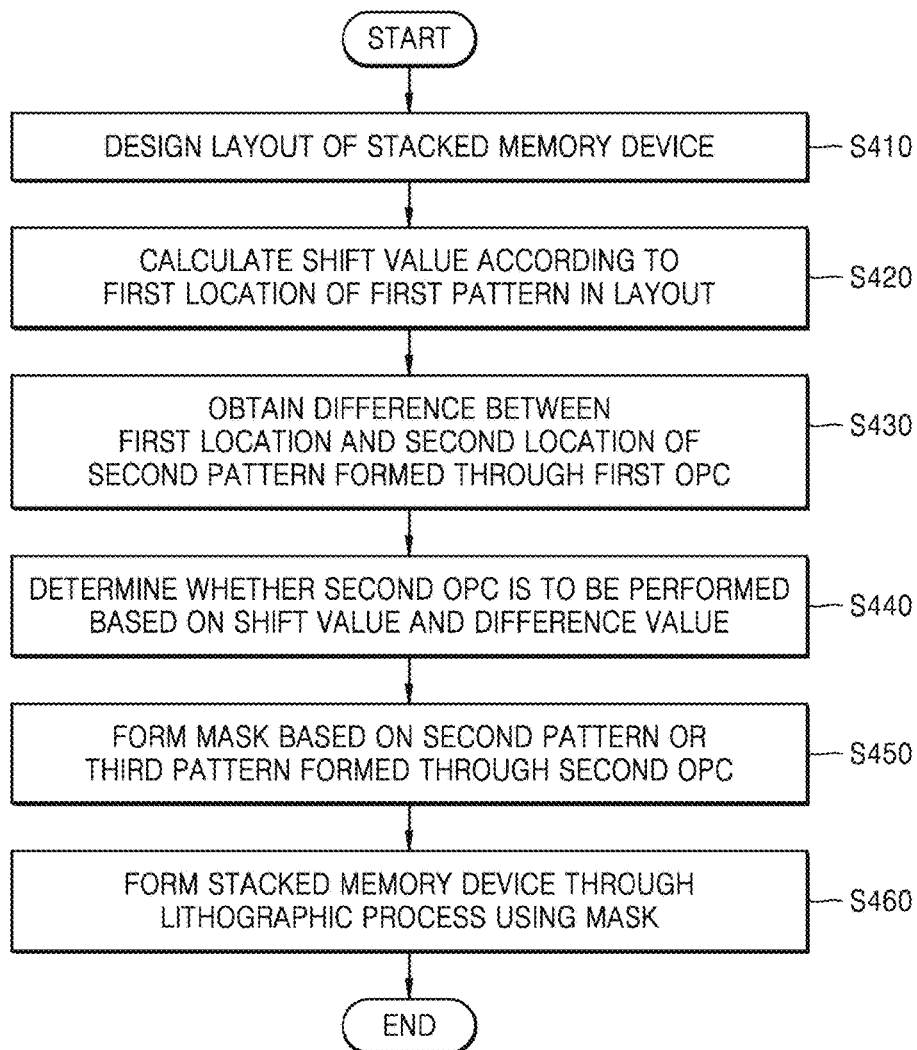 START
DESIGN LAYOUT OF STACKED MEMORY DEVICE
S410
CALCULATE SHIFT VALUE ACCORDING TO
FIRST LOCATION OF FIRST PATTERN IN LAYOUT
S420
OBTAIN DIFFERENCE BETWEEN
FIRST LOCATION AND SECOND LOCATION OF
SECOND PATTERN FORMED THROUGH FIRST OPC
S430
DETERMINE WHETHER SECOND OPC IS TO BE PERFORMED
BASED ON SHIFT VALUE AND DIFFERENCE VALUE
S440
FORM MASK BASED ON SECOND PATTERN OR
THIRD PATTERN FORMED THROUGH SECOND OPC
S450
FORM STACKED MEMORY DEVICE THROUGH
LITHOGRAPHIC PROCESS USING MASK
S460
END